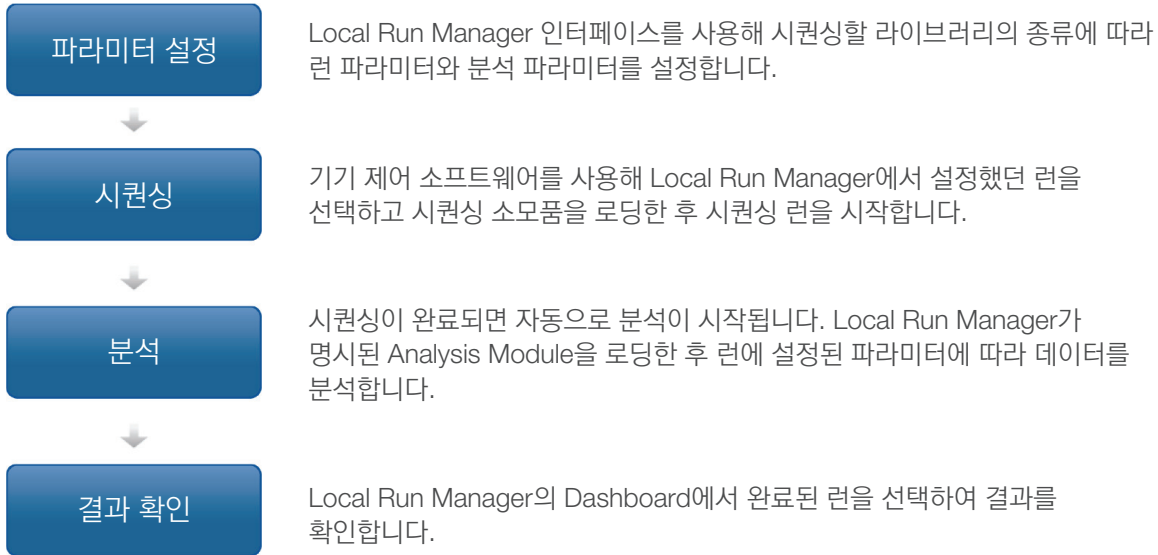 파라미터 설정
Local Run Manager 인터페이스를 사용해 시퀀싱할 라이브러리의 종류에 따라
런 파라미터와 분석 파라미터를 설정합니다.
시퀀싱
기기 제어 소프트웨어를 사용해 Local Run Manager에서 설정했던 런을
선택하고 시퀀싱 소모품을 로딩한 후 시퀀싱 런을 시작합니다.
분석
시퀀싱이 완료되면 자동으로 분석이 시작됩니다. Local Run Manager가
명시된 Analysis Module을 로딩한 후 런에 설정된 파라미터에 따라 데이터를
분석합니다.
결과 확인
Local Run Manager의 Dashboard에서 완료된 런을 선택하여 결과를
확인합니다.